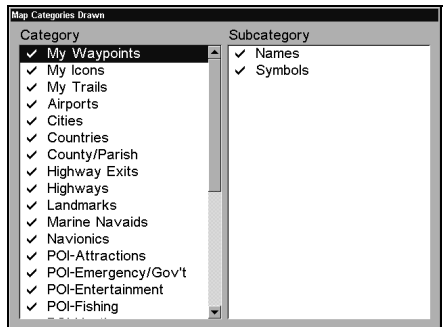 Map Categories Drawn
Category
My Waypoints
My Icons
My Trails
Airports
Cities
Countries
County/Parish
Highway Exits
Highways
Landmarks
Marine Navaids
Navionics
POI-Attractions
POI-Emergency/Gov't
POI-Entertainment
POI-Fishing
Subcategory
Names
Symbols